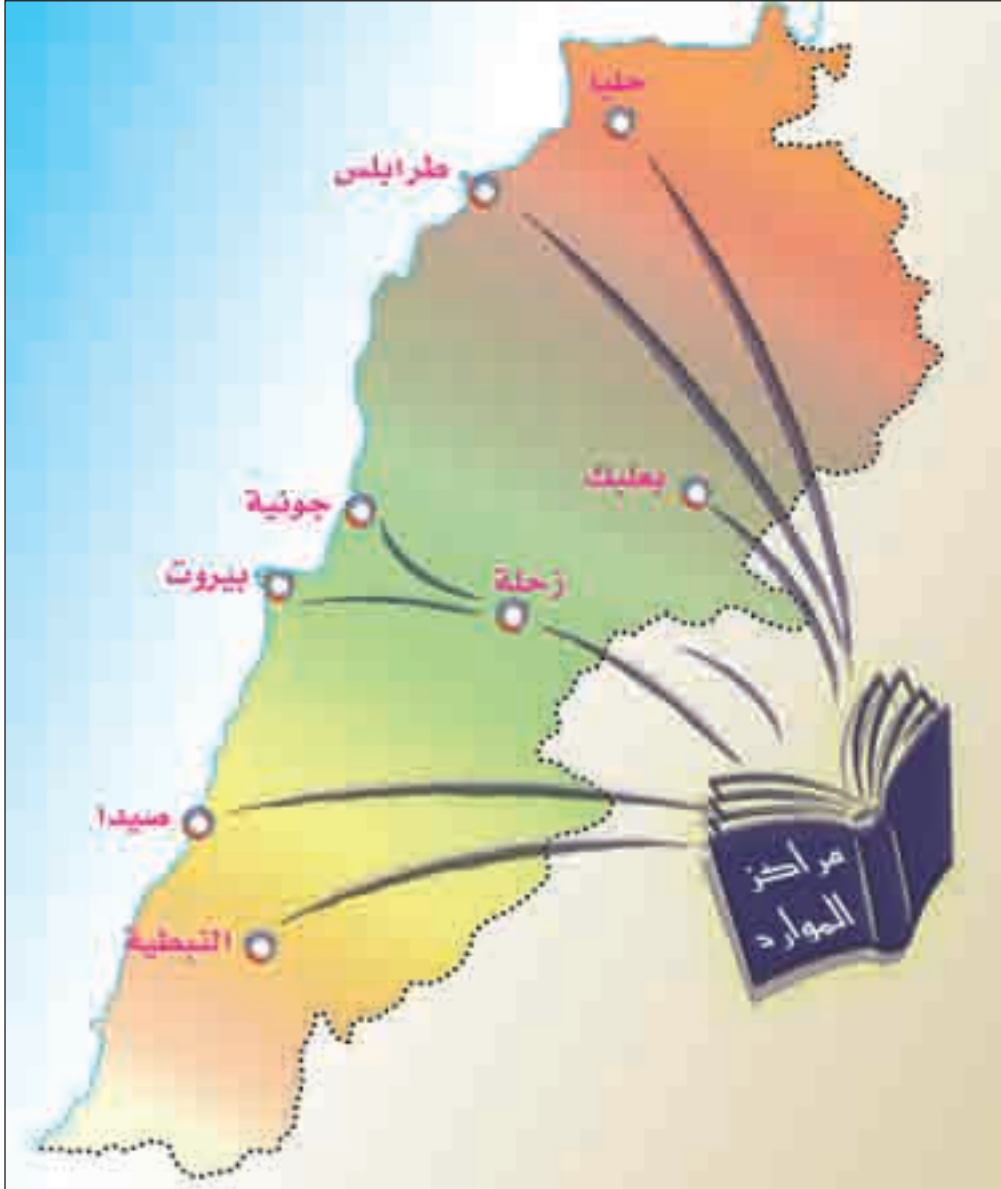 حلبا
طرابلس
بعلبك
جونية
زحلة
بيروت
صيدا
النبطية
مراكز
الموارد